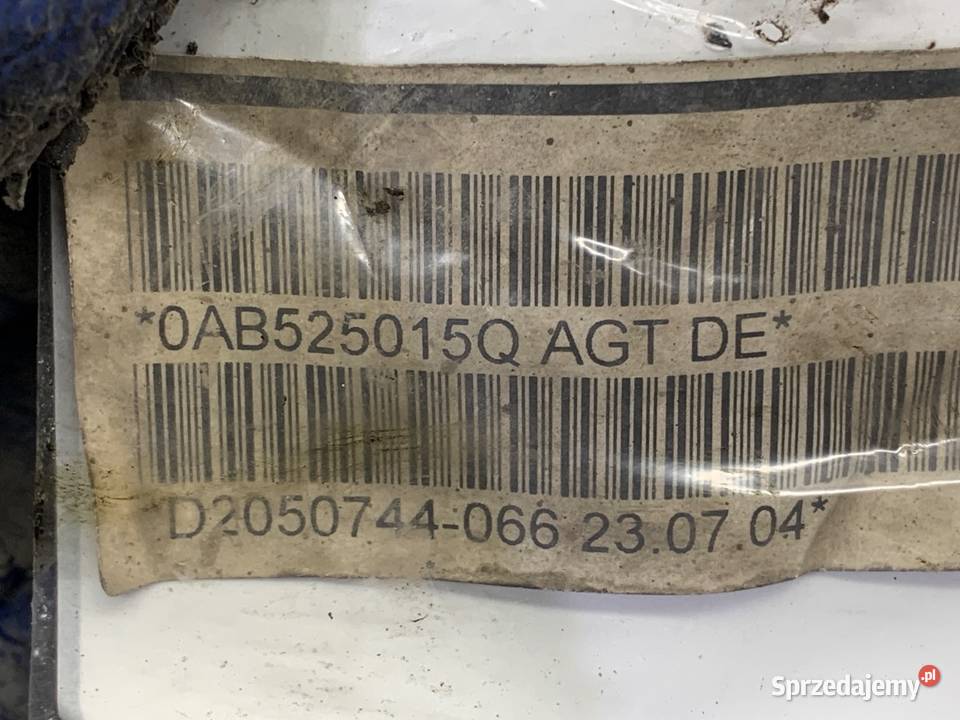 *0AB525015Q AGT DE*
D2050744-066 23.07 04*
Sprzedajemy.pl